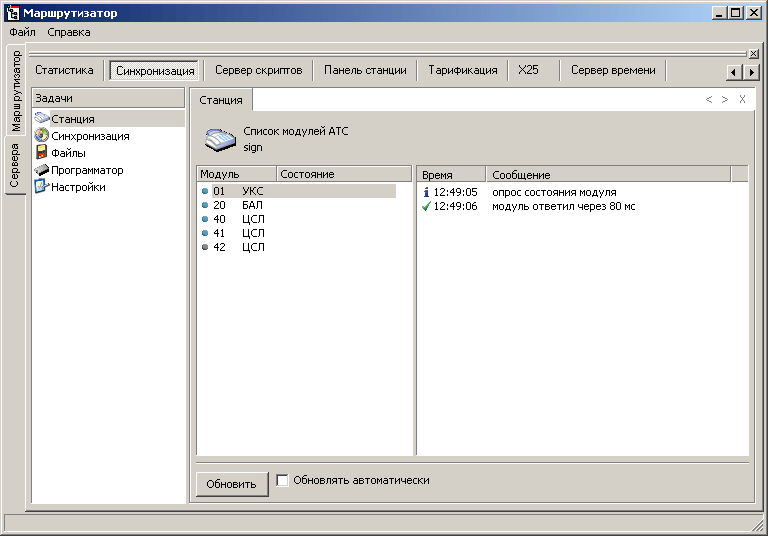 Маршрутизатор
Файл Справка
Маршрутизатор
Сервера
Статистика Синхронизация Сервер скриптов Панель станции Тарификация X25 Сервер времени
Задачи
Станция
Синхронизация
Файлы
Программатор
Настройки
Станция < > X
Список модулей АТС
sign
Модуль Состояние
01 УКС
20 БАЛ
40 ЦСЛ
41 ЦСЛ
42 ЦСЛ
Время Сообщение
12:49:05 опрос состояния модуля
12:49:06 модуль ответил через 80 мс
Обновить Обновлять автоматически